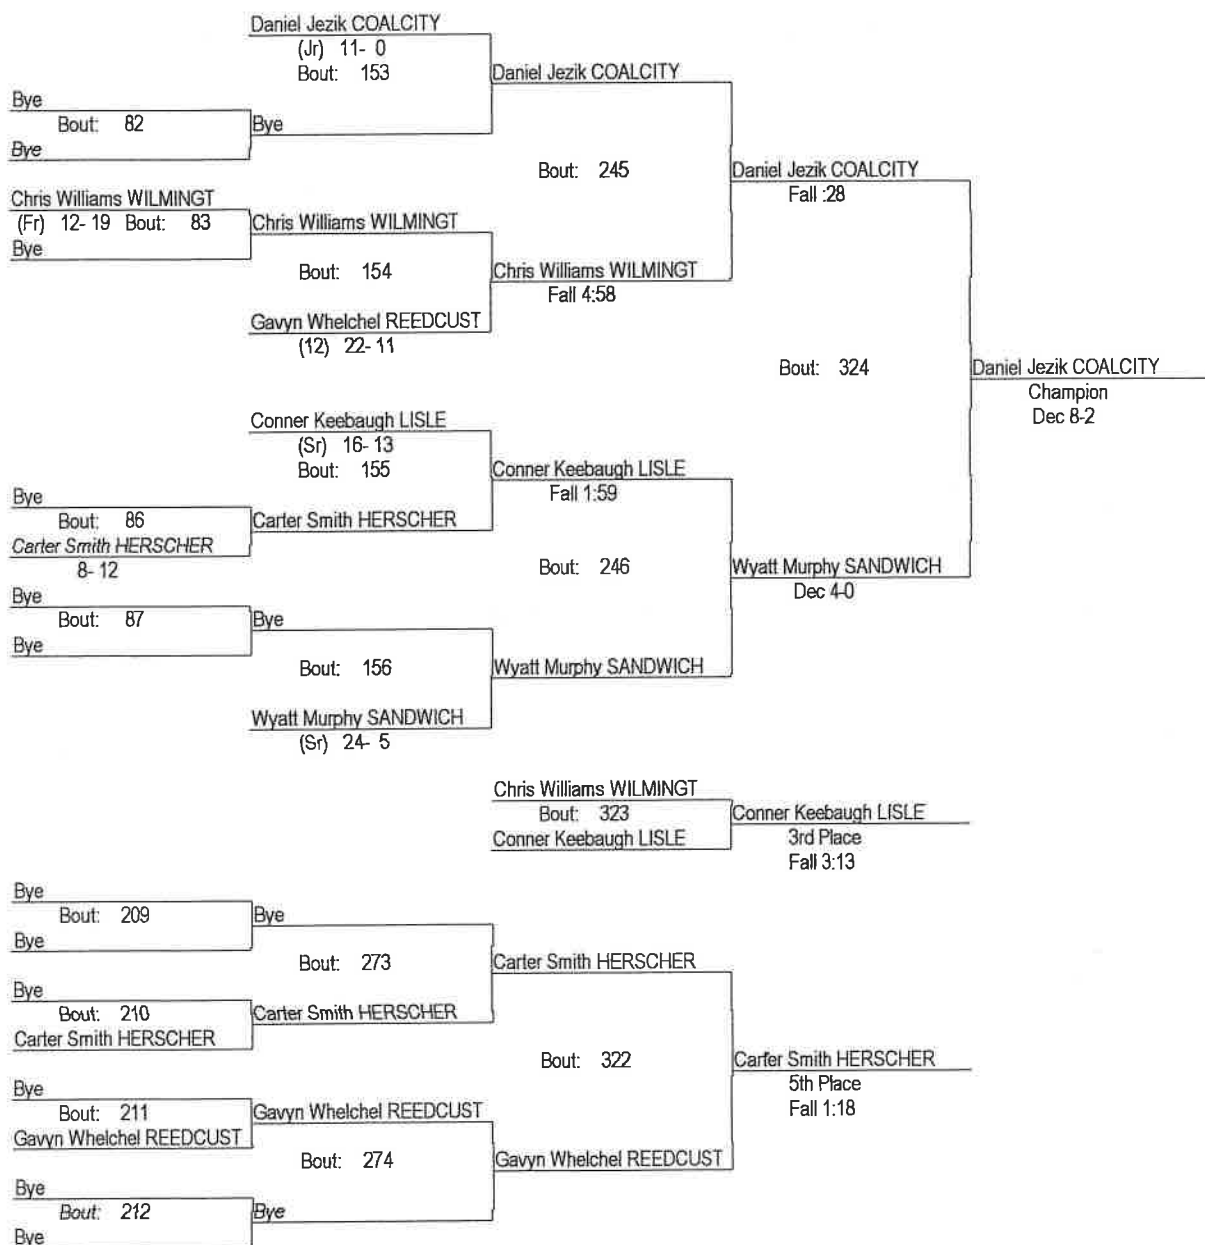 Daniel Jezik COALCITY
(Jr) 11- 0
Bout: 153
Daniel Jezik COALCITY
Bye
Bout: 82
Bye
Bye
Bout: 245
Daniel Jezik COALCITY
Fall :28
Chris Williams WILMINGT
(Fr) 12- 19 Bout: 83
Chris Williams WILMINGT
Bye
Bout: 154
Chris Williams WILMINGT
Fall 4:58
Gavyn Whelchel REEDCUST
(12) 22- 11
Bout: 324
Daniel Jezik COALCITY
Champion
Dec 8-2
Conner Keebaugh LISLE
(Sr) 16- 13
Bout: 155
Conner Keebaugh LISLE
Fall 1:59
Bye
Bout: 86
Carter Smith HERSCHER
Carter Smith HERSCHER
8- 12
Bout: 246
Wyatt Murphy SANDWICH
Dec 4-0
Bye
Bout: 87
Bye
Bye
Bout: 156
Wyatt Murphy SANDWICH
Wyatt Murphy SANDWICH
(Sr) 24- 5
Chris Williams WILMINGT
Bout: 323
Conner Keebaugh LISLE
Conner Keebaugh LISLE
3rd Place
Fall 3:13
Bye
Bout: 209
Bye
Bye
Bout: 273
Carter Smith HERSCHER
Bye
Bout: 210
Carter Smith HERSCHER
Carter Smith HERSCHER
Bout: 322
Carter Smith HERSCHER
5th Place
Fall 1:18
Bye
Bout: 211
Gavyn Whelchel REEDCUST
Gavyn Whelchel REEDCUST
Bout: 274
Gavyn Whelchel REEDCUST
Bye
Bout: 212
Bye
Bye